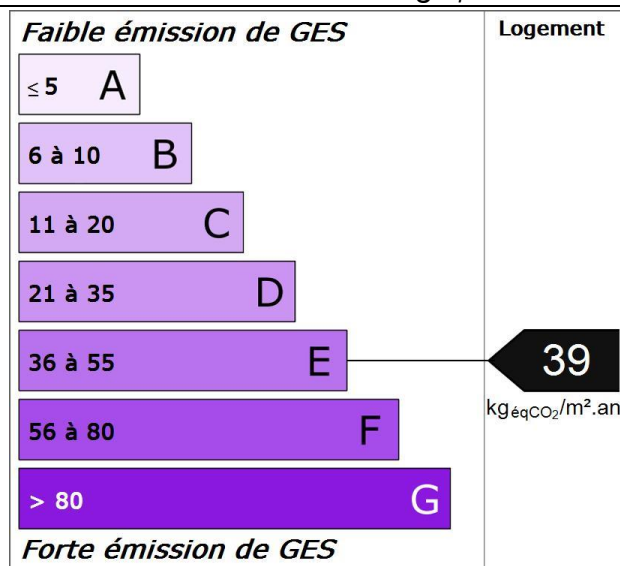 Faible émission de GES
Logement
≤ 5 A
6 à 10 B
11 à 20 C
21 à 35 D
36 à 55 E
39
kgéqCO₂/m².an
56 à 80 F
> 80 G
Forte émission de GES